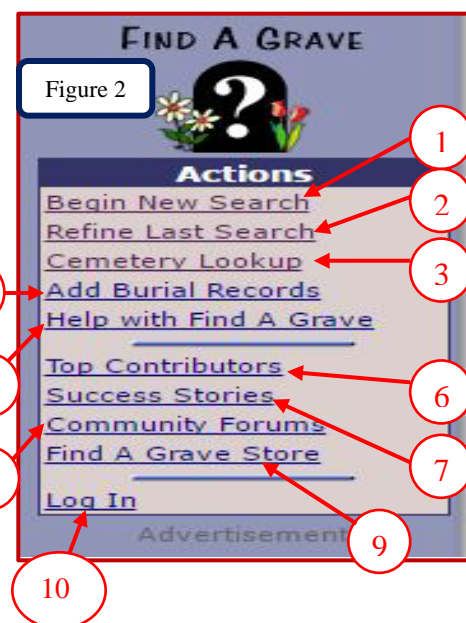 FIND A GRAVE
Figure 2
?
Actions
1
Begin New Search
2
Refine Last Search
Cemetery Lookup
3
Add Burial Records
Help with Find A Grave
Top Contributors
6
Success Stories
Community Forums
7
Find A Grave Store
Log In
Advertisement
9
10